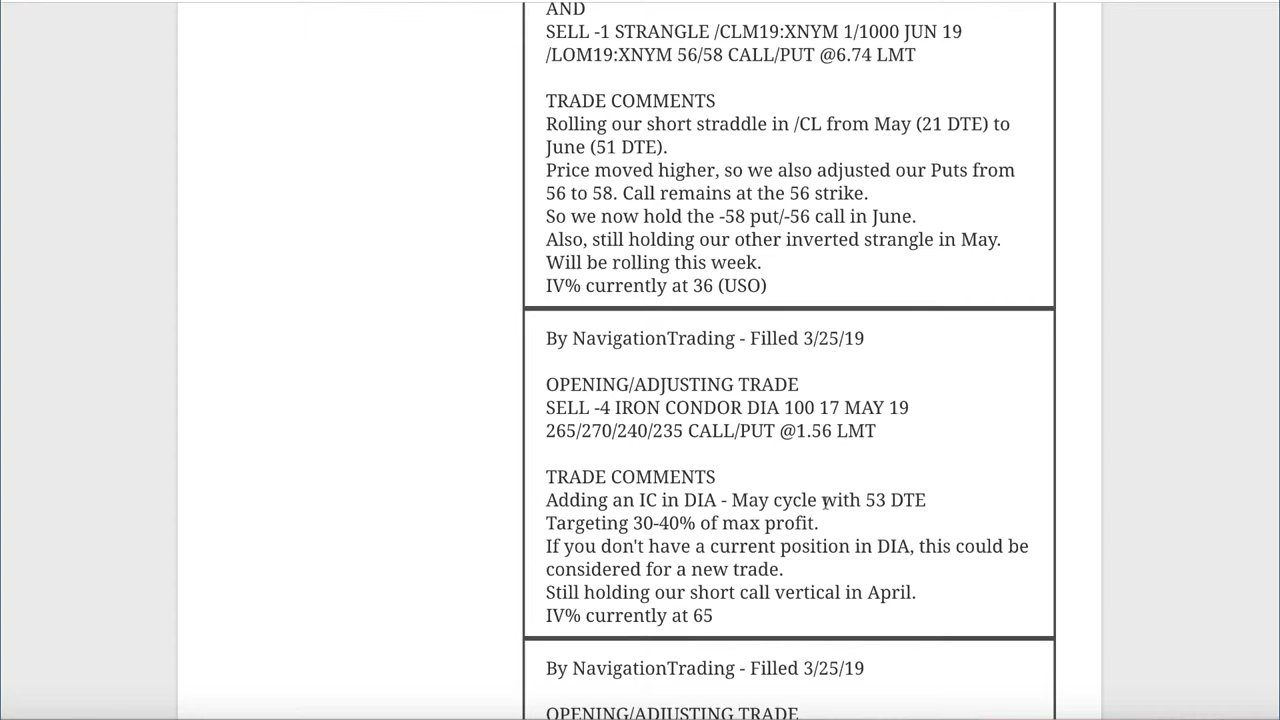 AND
SELL -1 STRANGLE /CLM19:XNYM 1/1000 JUN 19
/LOM19:XNYM 56/58 CALL/PUT @6.74 LMT
TRADE COMMENTS
Rolling our short straddle in /CL from May (21 DTE) to
June (51 DTE).
Price moved higher, so we also adjusted our Puts from
56 to 58. Call remains at the 56 strike.
So we now hold the -58 put/-56 call in June.
Also, still holding our other inverted strangle in May.
Will be rolling this week.
IV% currently at 36 (USO)
By NavigationTrading - Filled 3/25/19
OPENING/ADJUSTING TRADE
SELL -4 IRON CONDOR DIA 100 17 MAY 19
265/270/240/235 CALL/PUT @1.56 LMT
TRADE COMMENTS
Adding an IC in DIA - May cycle with 53 DTE
Targeting 30-40% of max profit.
If you don't have a current position in DIA, this could be
considered for a new trade.
Still holding our short call vertical in April.
IV% currently at 65
By NavigationTrading - Filled 3/25/19
OPENING/ADJUSTING TRADE